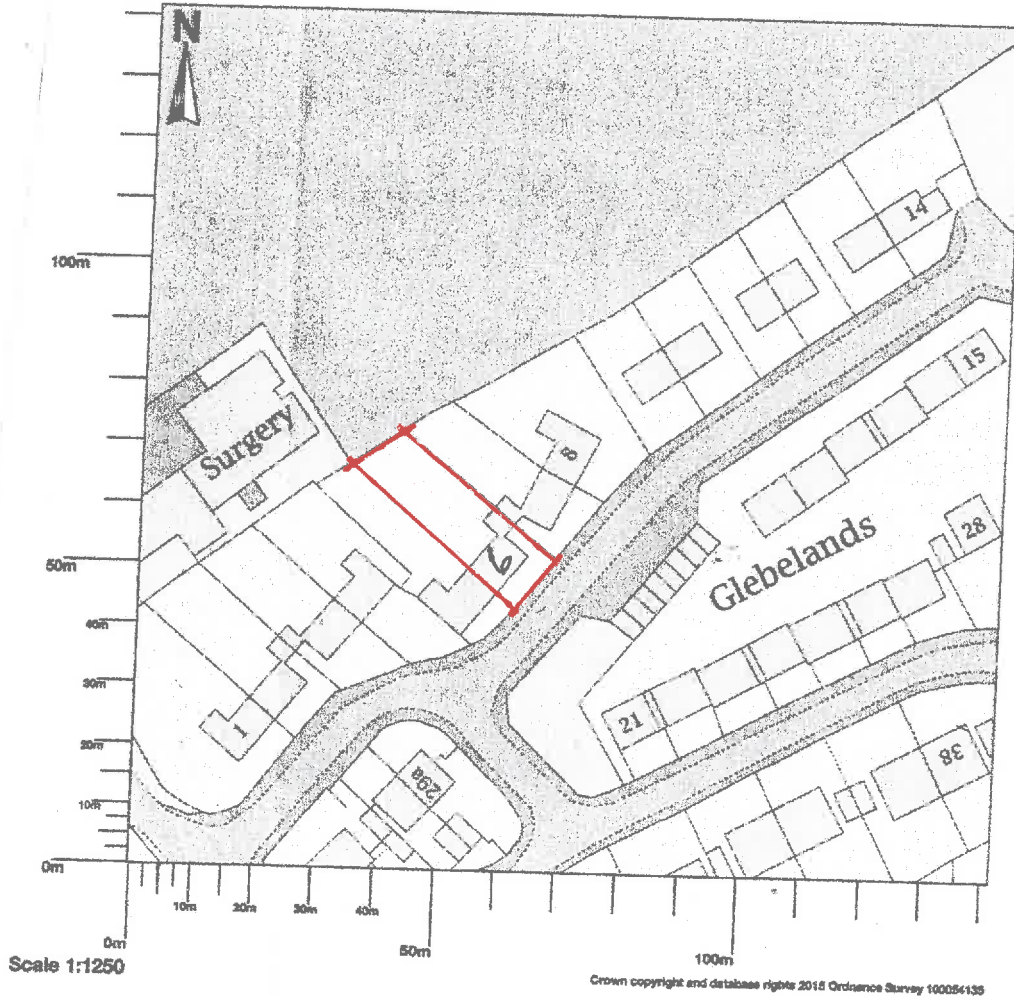 N
100m
14
15
Surgery
8
28
50m
6
Glebelands
40m
30m
21
1
20m
38
299
10m
0m
10m
20m
30m
40m
0m
50m
100m
Scale 1:1250
Crown copyright and database rights 2015 Ordnance Survey 100054135